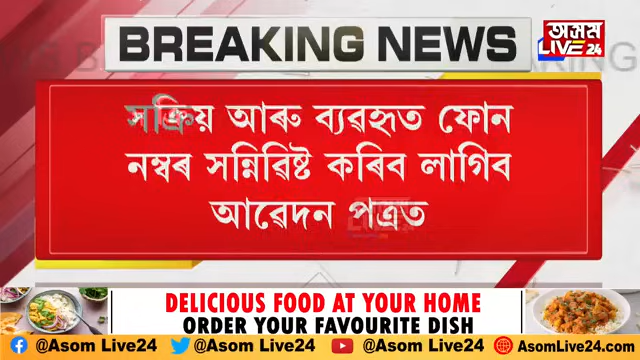 BREAKING NEWS
অসম
LIVE24
সক্ৰিয় আৰু ব্যৱহৃত ফোন
নম্বৰ সন্নিৱিষ্ট কৰিব লাগিব
আৱেদন পত্ৰত
DELICIOUS FOOD AT YOUR HOME
ORDER YOUR FAVOURITE DISH
@Asom Live24 @Asom Live24 @Asom Live24 AsomLive24.com